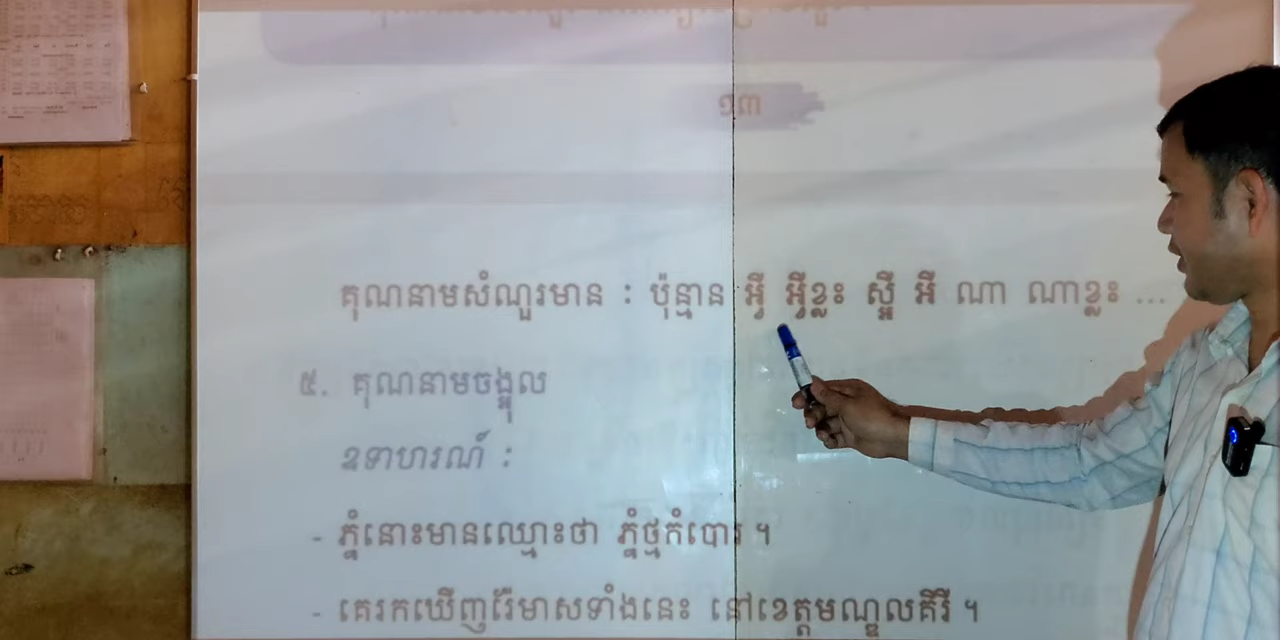 ១៣
គុណនាមសំណួរមាន : ប៉ុន្មាន អ្វី អ្វីខ្លះ ស្អី អី ណា ណាខ្លះ ...
៥. គុណនាមចង្អុល
ឧទាហរណ៍ :
- ភ្នំនោះមានឈ្មោះថា ភ្នំថ្មកំបោរ ។
- គេរកឃើញរ៉ែមាសទាំងនេះ នៅខេត្តមណ្ឌលគិរី ។